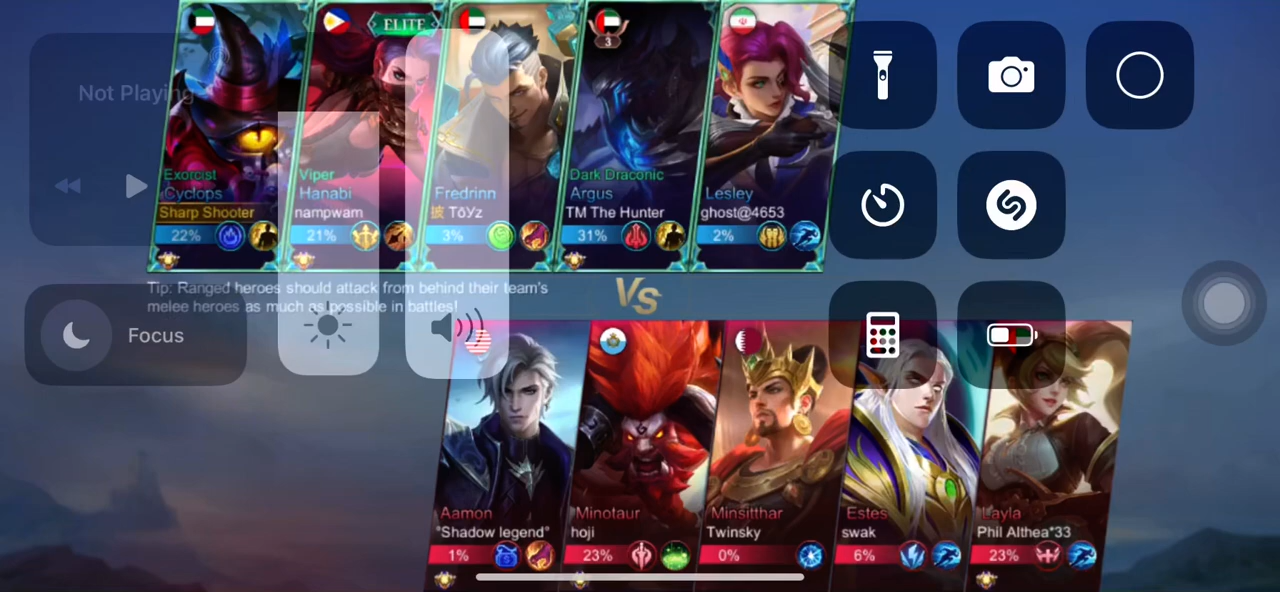 ELITE
3
Not Playing
Exorcist
Cyclops
Sharp Shooter
22%
Viper
Hanabi
nampwam
21%
Fredrinn
披 TőƳz
3%
Dark Draconic
Argus
TM The Hunter
31%
Lesley
ghost@4653
2%
Tip: Ranged heroes should attack from behind their team's
melee heroes as much as possible in battles!
VS
Focus
Aamon
"Shadow legend"
1%
Minotaur
hoji
23%
Minsitthar
Twinsky
0%
Estes
swak
6%
Layla
Phil Althea*33
23%